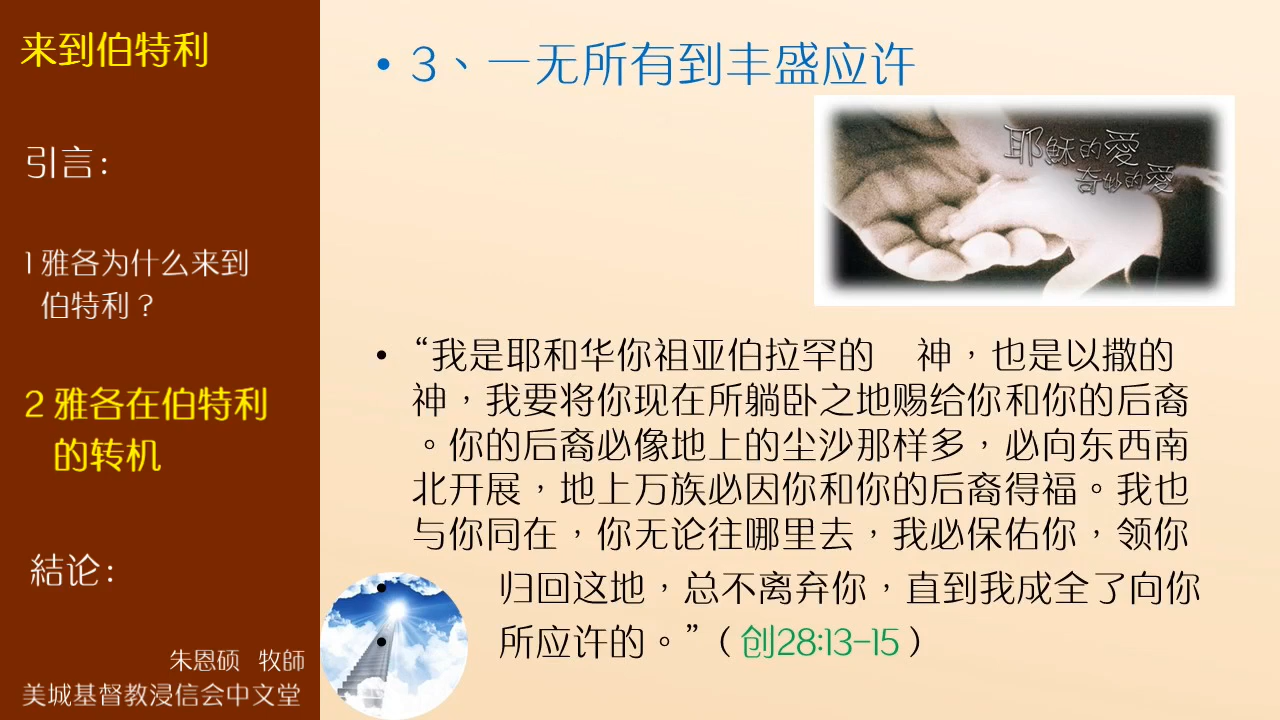 来到伯特利
引言：
1 雅各为什么来到
伯特利？
2 雅各在伯特利
的转机
結论：
朱恩硕 牧師
美城基督教浸信会中文堂
• 3、一无所有到丰盛应许
耶穌的愛
奇妙的愛
• “我是耶和华你祖亚伯拉罕的　神，也是以撒的
神，我要将你现在所躺卧之地赐给你和你的后裔
。你的后裔必像地上的尘沙那样多，必向东西南
北开展，地上万族必因你和你的后裔得福。我也
与你同在，你无论往哪里去，我必保佑你，领你
• 归回这地，总不离弃你，直到我成全了向你
• 所应许的。”（创28:13-15）